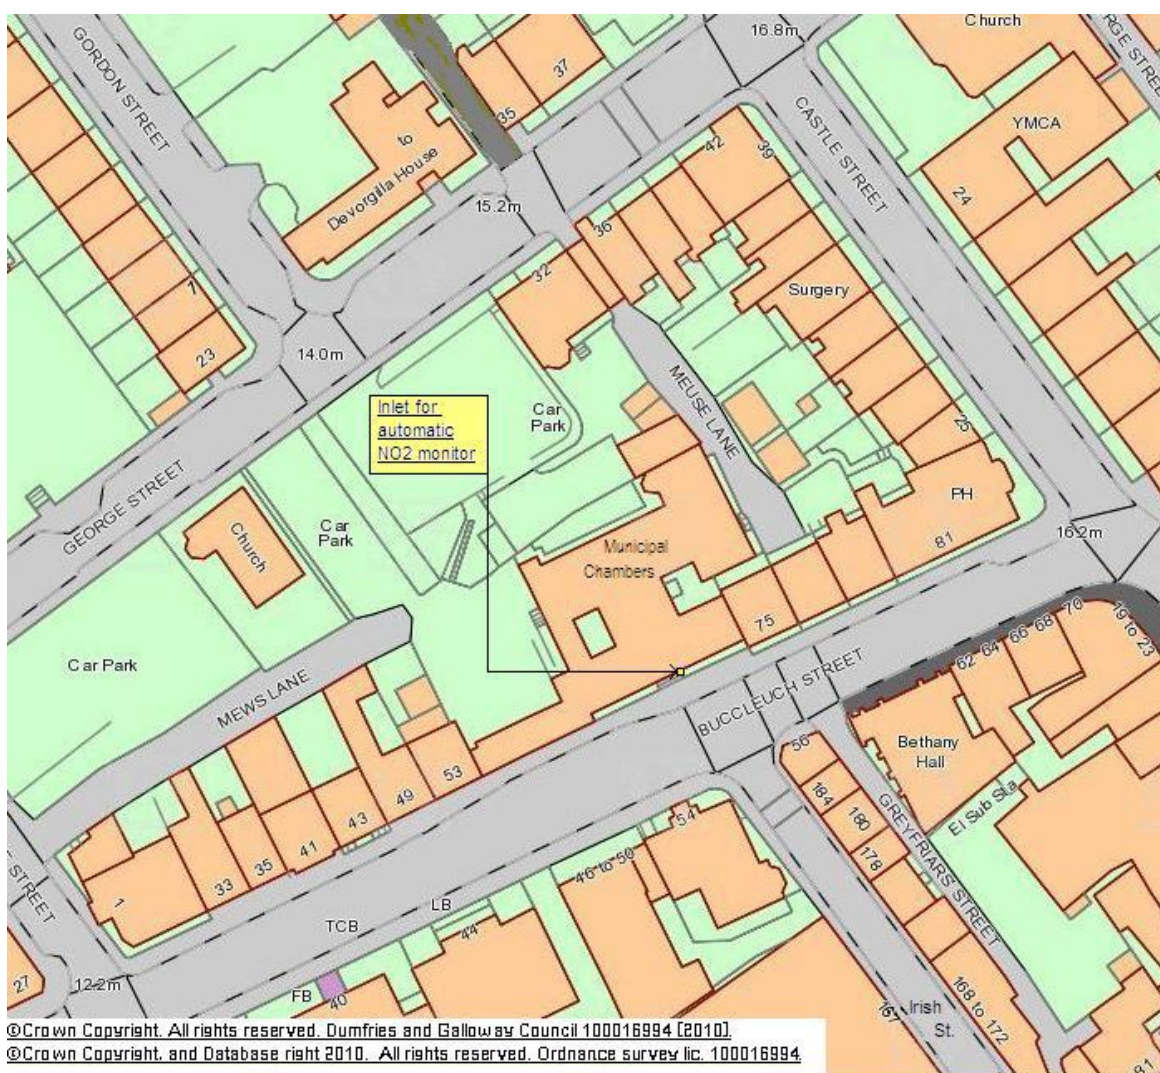 Church
16.8m
GORDON STREET
37
35
YMCA
CASTLE STREET
to
Devorgilla House
42
39
24
15.2m
36
32
1
Surgery
23
14.0m
Inlet for
automatic
NO2 monitor
Car
Park
MEUSE LANE
25
PH
GEORGE STREET
Church
Car
Park
Municipal
Chambers
81
16.2m
75
62
64
66
68
70
19 to 23
Car Park
MEWS LANE
BUCCLEUCH STREET
Bethany
Hall
56
El Sub Sta
53
49
43
41
35
33
1
184
180
178
54
46 to 50
GREYFRIARS STREET
STREET
LB
TCB
44
27
12.2m
FB
40
168 to 172
167
Irish
St.
81
©Crown Copyright. All rights reserved. Dumfries and Galloway Council 100016994 [2010].
©Crown Copyright. and Database right 2010. All rights reserved. Ordnance survey lic. 100016994